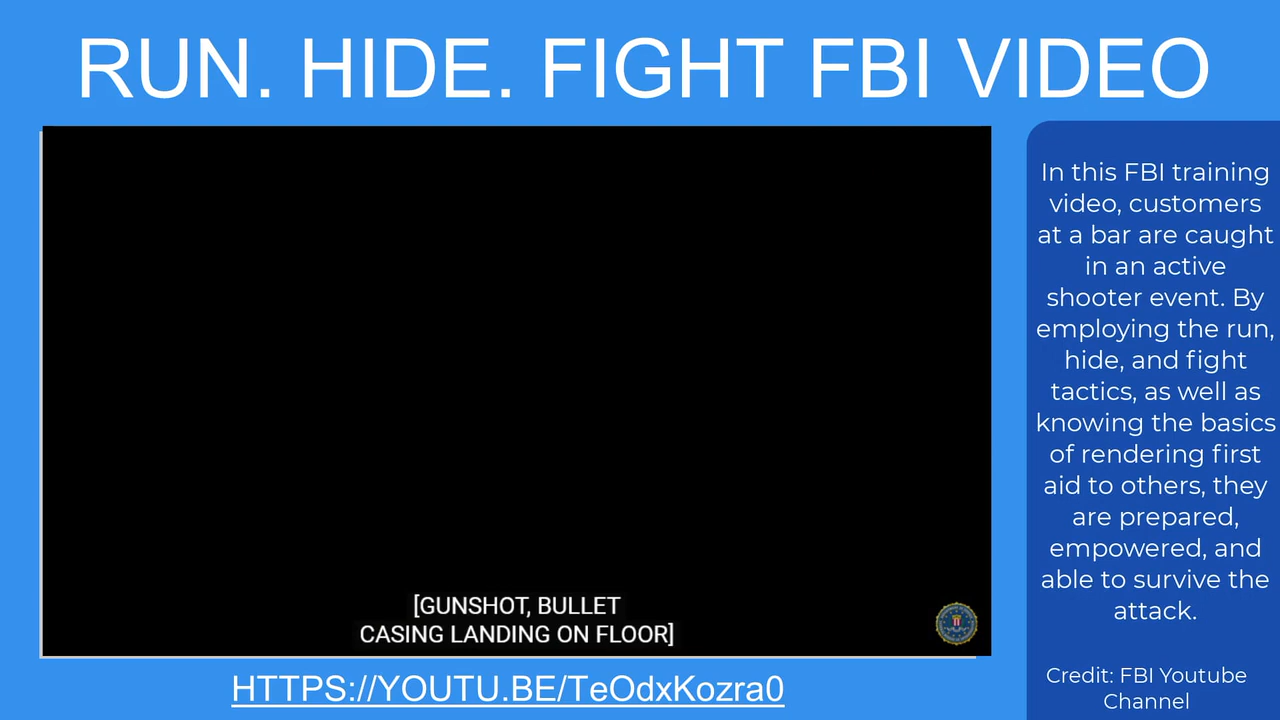 RUN. HIDE. FIGHT FBI VIDEO
[GUNSHOT, BULLET
CASING LANDING ON FLOOR]
HTTPS://YOUTU.BE/TeOdxKozra0
In this FBI training
video, customers
at a bar are caught
in an active
shooter event. By
employing the run,
hide, and fight
tactics, as well as
knowing the basics
of rendering first
aid to others, they
are prepared,
empowered, and
able to survive the
attack.
Credit: FBI Youtube
Channel